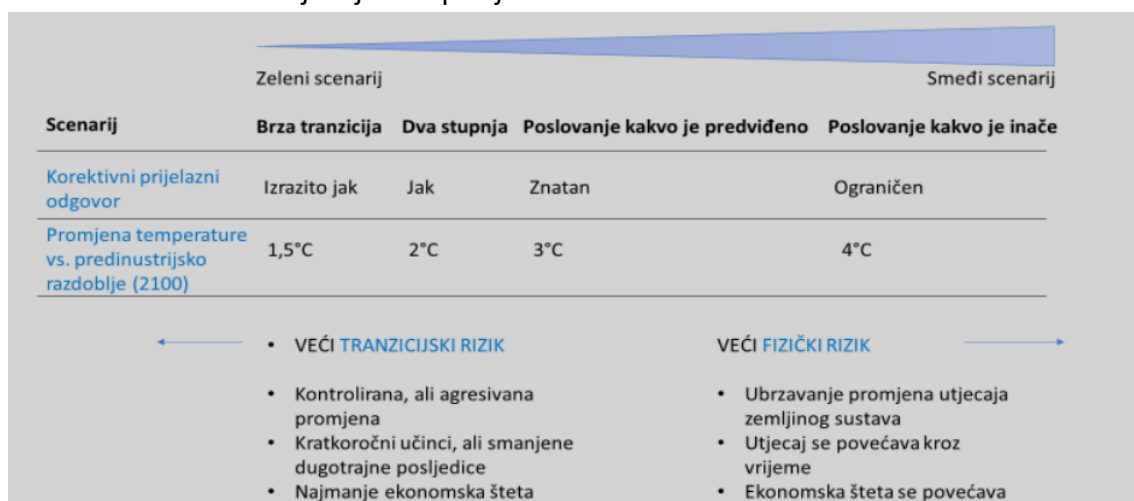 Zeleni scenarij Smeđi scenarij
Scenarij Brza tranzicija Dva stupnja Poslovanje kakvo je predviđeno Poslovanje kakvo je inače
Korektivni prijelazni
odgovor
Izrazito jak Jak Znatan Ograničen
Promjena temperature
vs. predinustrijsko
razdoblje (2100)
1,5°C 2°C 3°C 4°C
• VEĆI TRANZICIJSKI RIZIK
• Kontrolirana, ali agresivana
promjena
• Kratkoročni učinci, ali smanjene
dugotrajne posljedice
• Najmanje ekonomska šteta
VEĆI FIZIČKI RIZIK
• Ubrzavanje promjena utjecaja
zemljinog sustava
• Utjecaj se povećava kroz
vrijeme
• Ekonomska šteta se povećava